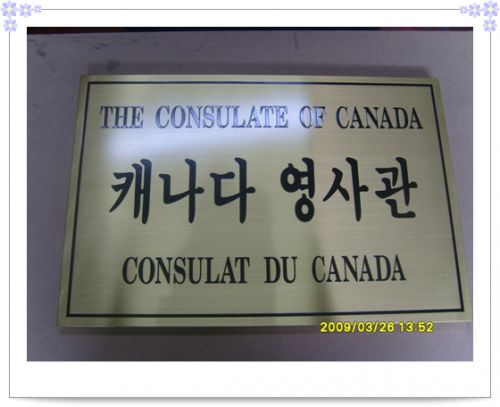 THE CONSULATE OF CANADA
캐나다 영사관
CONSULAT DU CANADA
2009/03/26 13:52